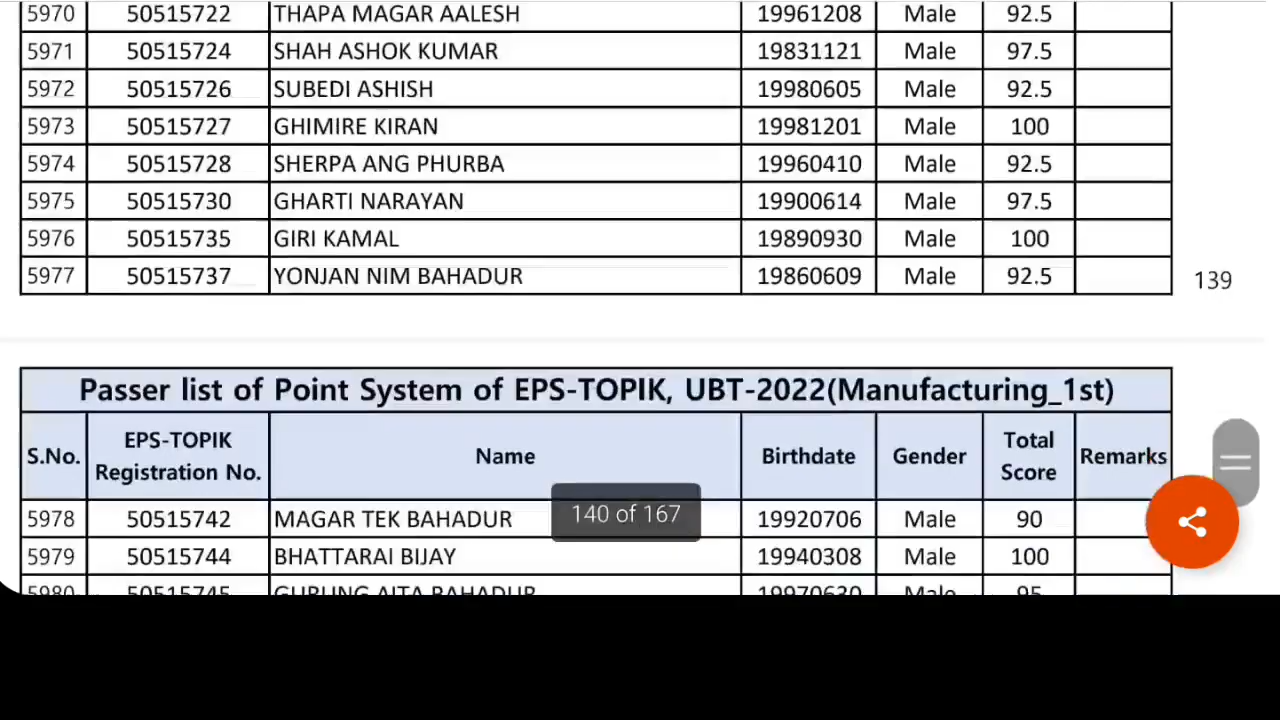 5970 50515722 THAPA MAGAR AALESH 19961208 Male 92.5
5971 50515724 SHAH ASHOK KUMAR 19831121 Male 97.5
5972 50515726 SUBEDI ASHISH 19980605 Male 92.5
5973 50515727 GHIMIRE KIRAN 19981201 Male 100
5974 50515728 SHERPA ANG PHURBA 19960410 Male 92.5
5975 50515730 GHARTI NARAYAN 19900614 Male 97.5
5976 50515735 GIRI KAMAL 19890930 Male 100
5977 50515737 YONJAN NIM BAHADUR 19860609 Male 92.5
139
Passer list of Point System of EPS-TOPIK, UBT-2022(Manufacturing_1st)
S.No. EPS-TOPIK Registration No. Name Birthdate Gender Total Score Remarks
5978 50515742 MAGAR TEK BAHADUR 19920706 Male 90
140 of 167
5979 50515744 BHATTARAI BIJAY 19940308 Male 100
5980 50515745 GURUNG AITA BAHADUR 19970630 Male 95